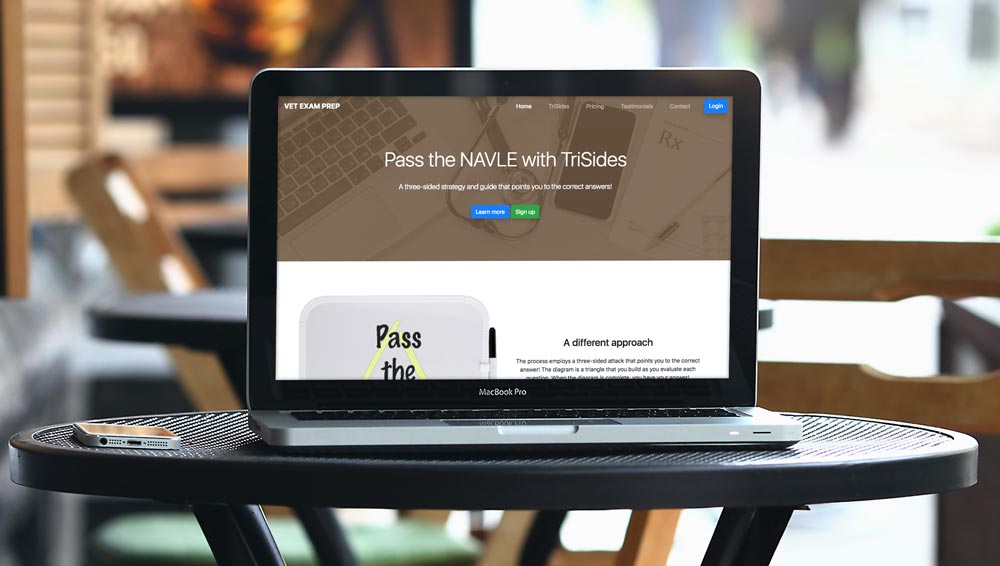 VET EXAM PREP
Home TriSides Pricing Testimonials Contact Login
Rx
Pass the NAVLE with TriSides
A three-sided strategy and guide that points you to the correct answers!
Learn more Sign up
Pass
the
A different approach
The process employs a three-sided attack that points you to the correct
answer! The diagram is a triangle that you build as you evaluate each
question. When the diagram is complete, you have your answer!
MacBook Pro